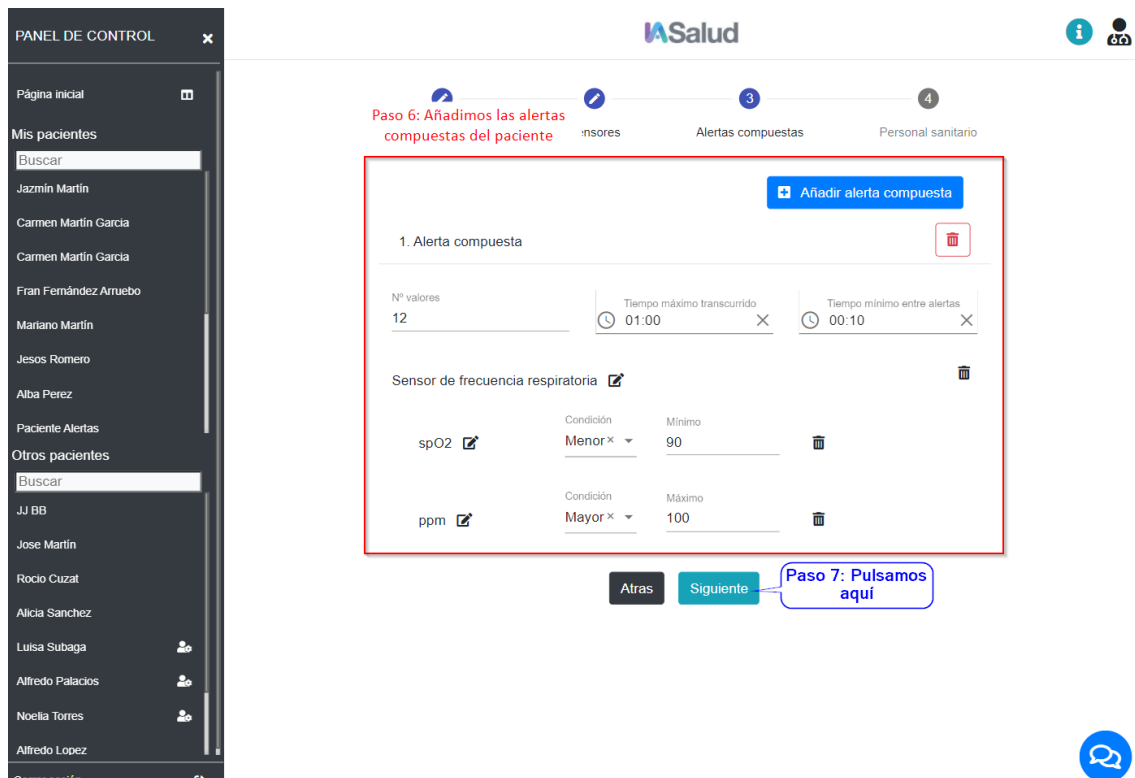 PANEL DE CONTROL
IASalud
Página inicial
Mis pacientes
Buscar
Jazmín Martín
Carmen Martín Garcia
Carmen Martín Garcia
Fran Fernández Arruebo
Mariano Martín
Jesos Romero
Alba Perez
Paciente Alertas
Otros pacientes
Buscar
JJ BB
Jose Martín
Rocio Cuzat
Alicia Sanchez
Luisa Subaga
Alfredo Palacios
Noelia Torres
Alfredo Lopez
3
4
Paso 6: Añadimos las alertas
compuestas del paciente
Alertas compuestas
Personal sanitario
Añadir alerta compuesta
1. Alerta compuesta
Nº valores
12
Tiempo máximo transcurrido
01:00
Tiempo mínimo entre alertas
00:10
Sensor de frecuencia respiratoria
spO2
Condición
Menor
Mínimo
90
ppm
Condición
Mayor
Máximo
100
Atras
Siguiente
Paso 7: Pulsamos
aquí